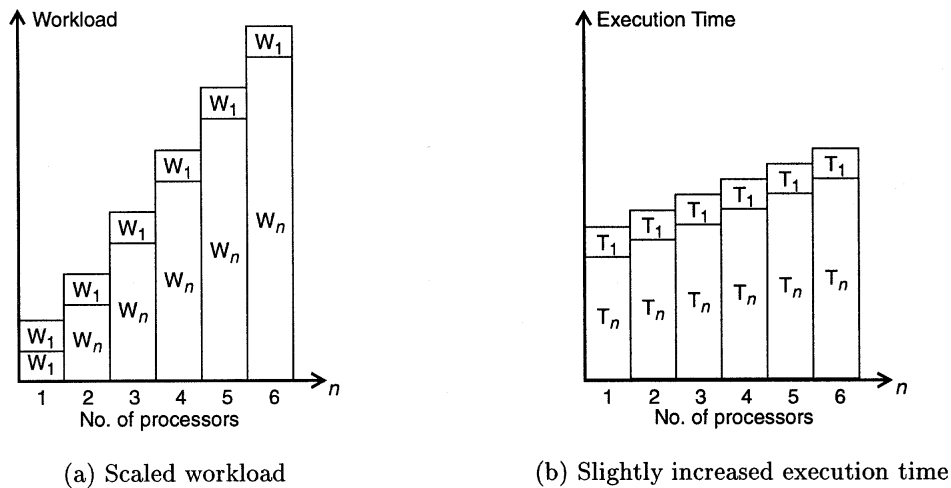 Workload
W1
W1
W1
W1
W1
W1
W1
Wn
Wn
Wn
Wn
Wn
n
1 2 3 4 5 6
No. of processors
(a) Scaled workload
Execution Time
T1
T1
T1
T1
T1
T1
Tn
Tn
Tn
Tn
Tn
Tn
n
1 2 3 4 5 6
No. of processors
(b) Slightly increased execution time